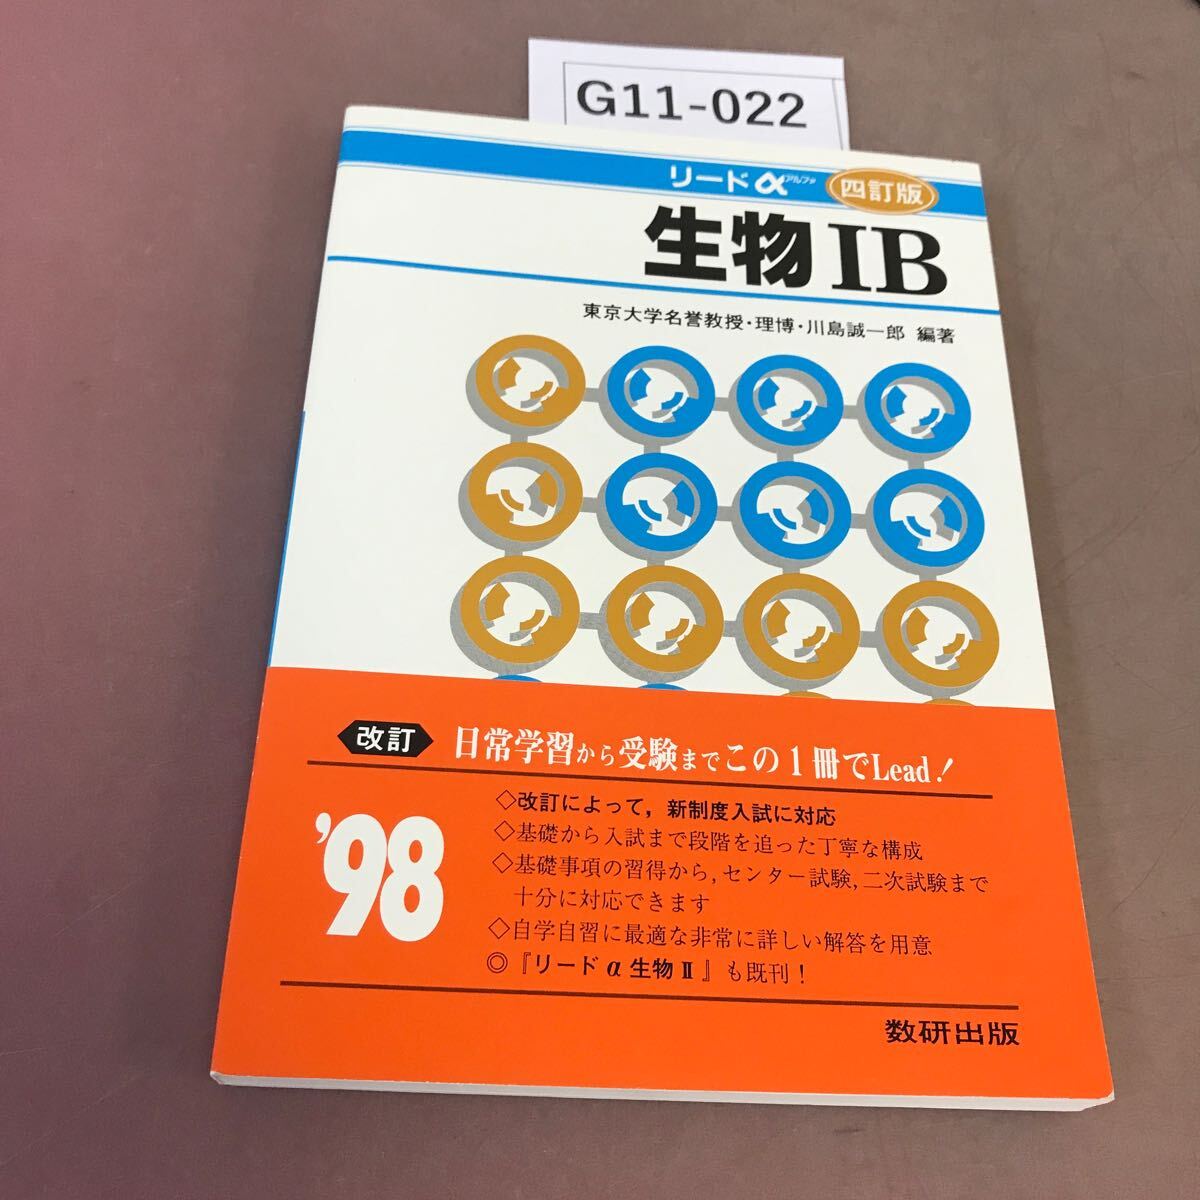 G11-022
リードα アルファ 四訂版
生物IB
東京大学名誉教授・理博・川島誠一郎 編著
改訂 日常学習から受験までこの1冊でLead!
'98
◇改訂によって,新制度入試に対応
◇基礎から入試まで段階を追った丁寧な構成
◇基礎事項の習得から,センター試験,二次試験まで
十分に対応できます
◇自学自習に最適な非常に詳しい解答を用意
◎『リードα生物Ⅱ』も既刊!
数研出版